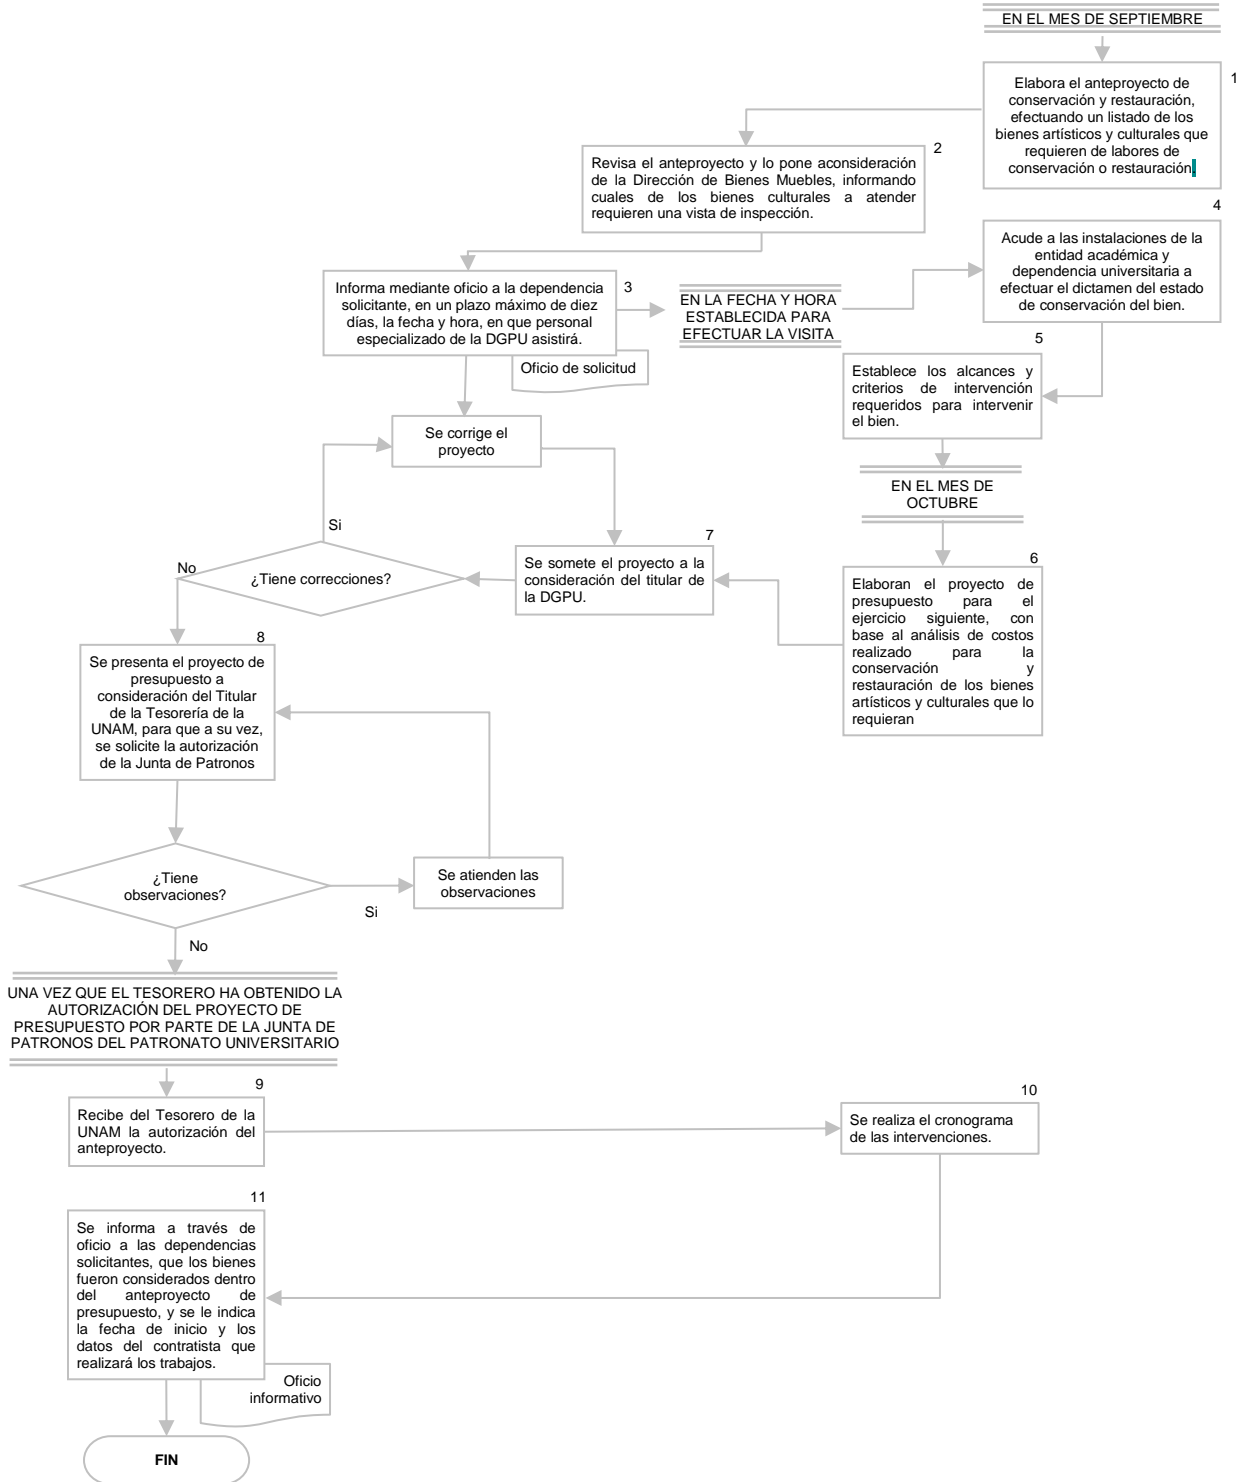 EN EL MES DE SEPTIEMBRE
1
Elabora el anteproyecto de
conservación y restauración,
efectuando un listado de los
bienes artísticos y culturales que
requieren de labores de
conservación o restauración.
2
Revisa el anteproyecto y lo pone aconsideración
de la Dirección de Bienes Muebles, informando
cuales de los bienes culturales a atender
requieren una vista de inspección.
3
Informa mediante oficio a la dependencia
solicitante, en un plazo máximo de diez
días, la fecha y hora, en que personal
especializado de la DGPU asistirá.
Oficio de solicitud
EN LA FECHA Y HORA
ESTABLECIDA PARA
EFECTUAR LA VISITA
4
Acude a las instalaciones de la
entidad académica y
dependencia universitaria a
efectuar el dictamen del estado
de conservación del bien.
5
Establece los alcances y
criterios de intervención
requeridos para intervenir
el bien.
Se corrige el
proyecto
EN EL MES DE
OCTUBRE
6
Elaboran el proyecto de
presupuesto para el
ejercicio siguiente, con
base al análisis de costos
realizado para la
conservación y
restauración de los bienes
artísticos y culturales que lo
requieran
7
Se somete el proyecto a la
consideración del titular de
la DGPU.
Si
¿Tiene correcciones?
No
8
Se presenta el proyecto de
presupuesto a
consideración del Titular
de la Tesorería de la
UNAM, para que a su vez,
se solicite la autorización
de la Junta de Patronos
¿Tiene
observaciones?
Si
Se atienden las
observaciones
No
UNA VEZ QUE EL TESORERO HA OBTENIDO LA
AUTORIZACIÓN DEL PROYECTO DE
PRESUPUESTO POR PARTE DE LA JUNTA DE
PATRONOS DEL PATRONATO UNIVERSITARIO
9
Recibe del Tesorero de la
UNAM la autorización del
anteproyecto.
10
Se realiza el cronograma
de las intervenciones.
11
Se informa a través de
oficio a las dependencias
solicitantes, que los bienes
fueron considerados dentro
del anteproyecto de
presupuesto, y se le indica
la fecha de inicio y los
datos del contratista que
realizará los trabajos.
Oficio
informativo
FIN